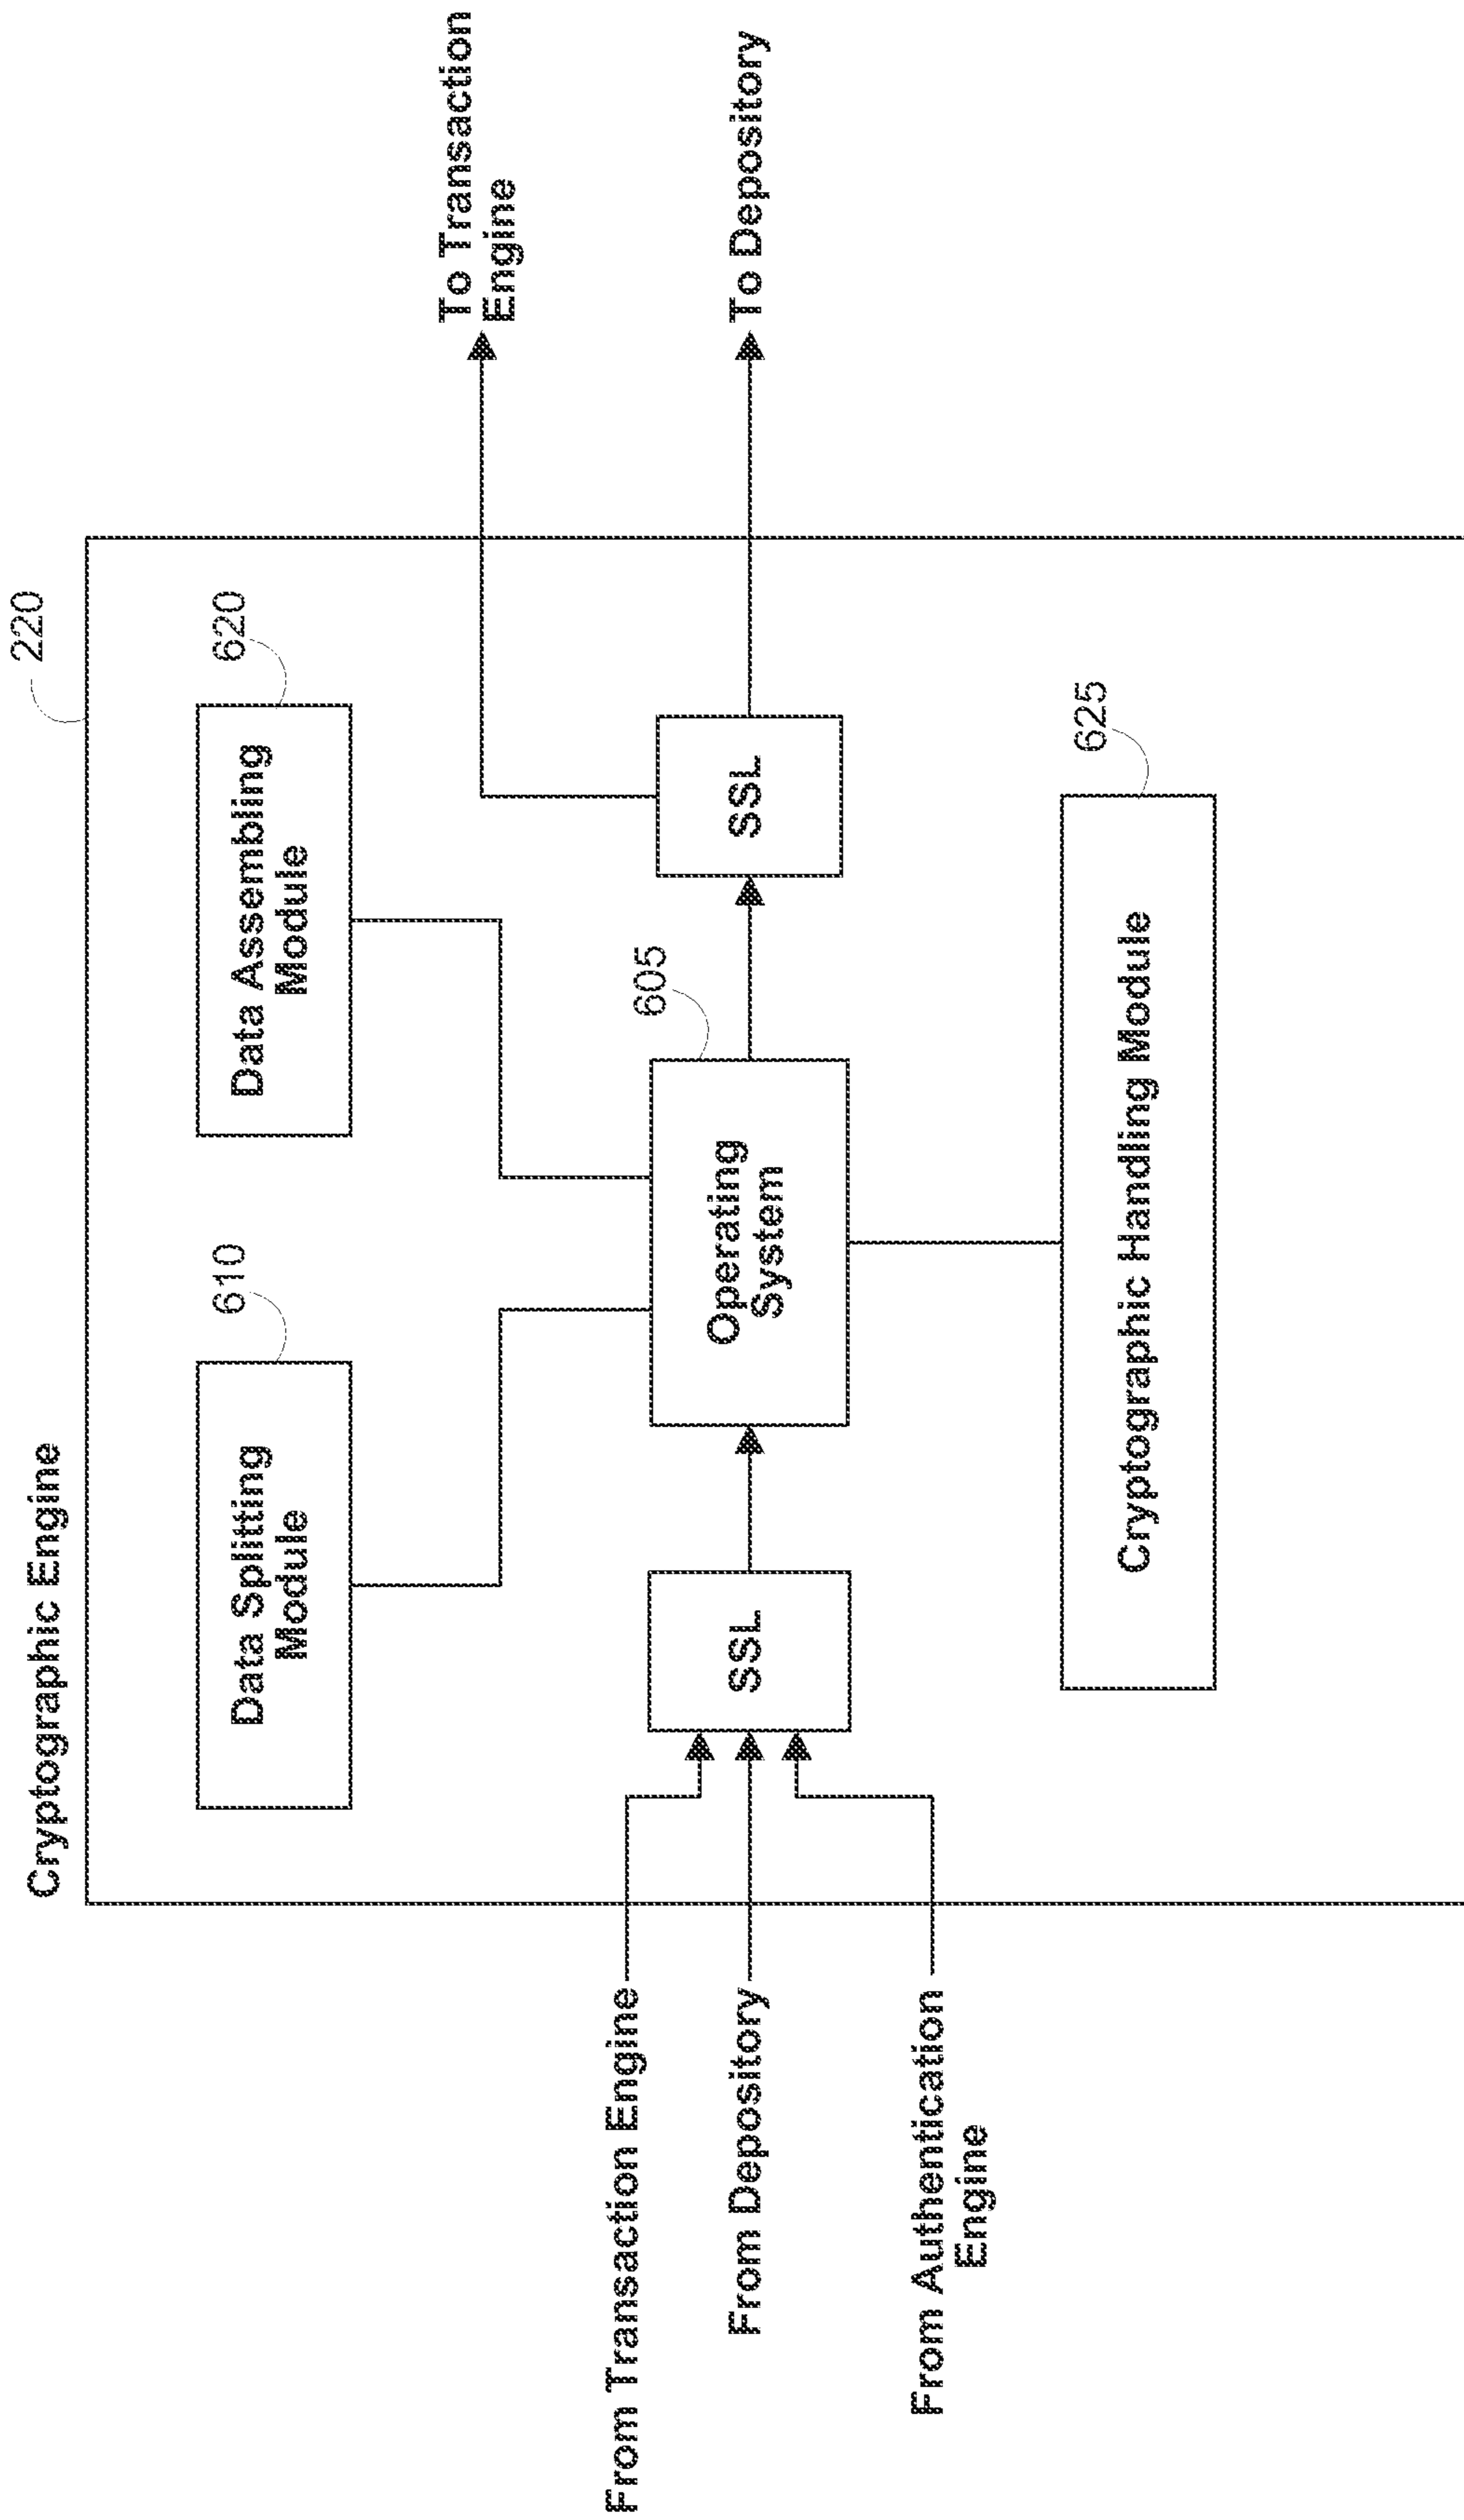 Cryptographic Engine
220
Data Splitting
Module
610
Data Assembling
Module
620
To Transaction
Engine
From Transaction Engine
From Depository
From Authentication
Engine
SSL
Operating
System
605
SSL
To Depository
Cryptographic Handling Module
625